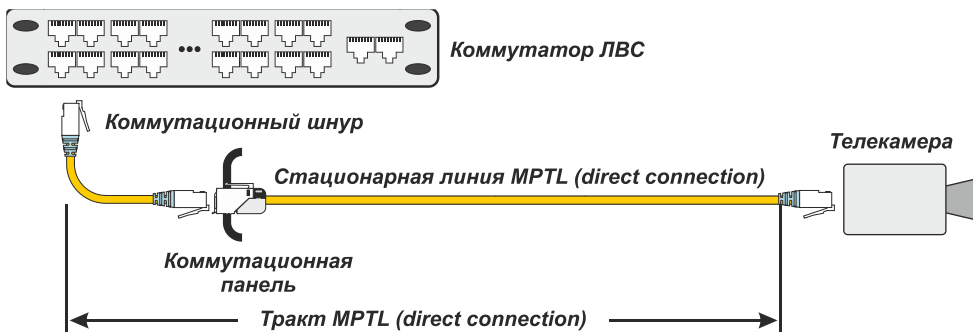 Коммутатор ЛВС
Коммутационный шнур
Телекамера
Стационарная линия MPTL (direct connection)
Коммутационная
панель
Тракт MPTL (direct connection)